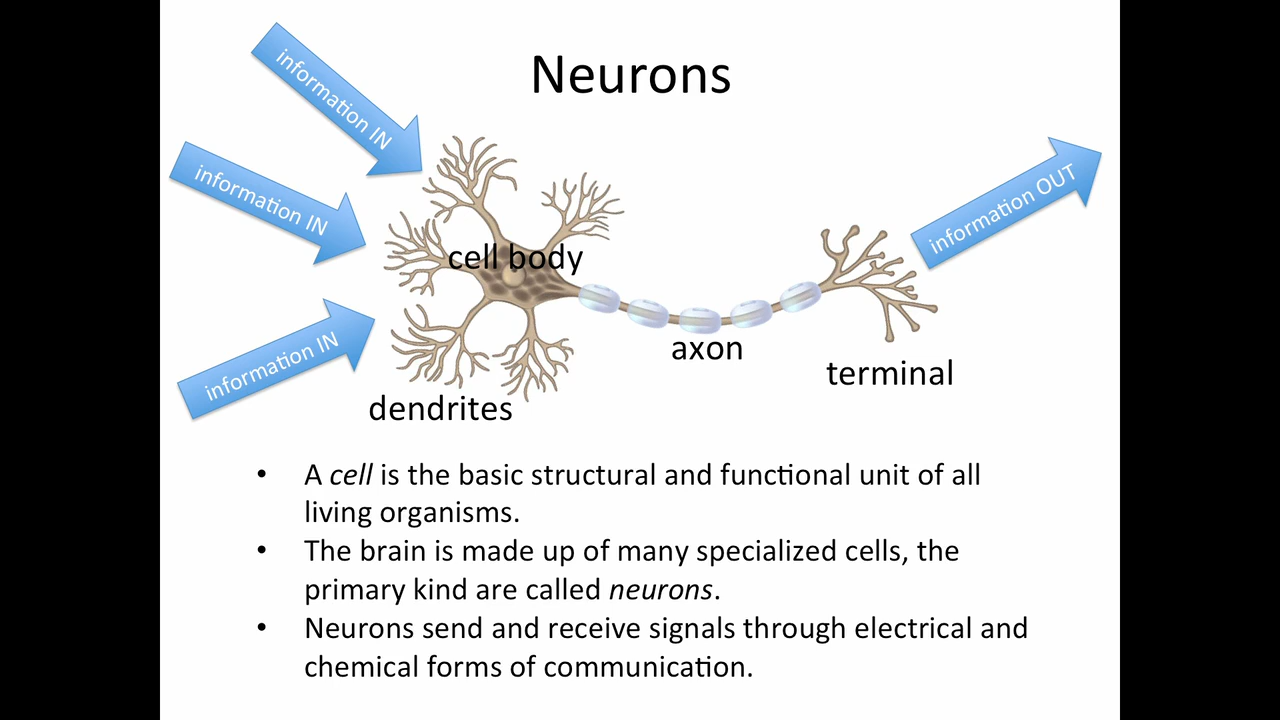 Neurons
information IN
information IN
information IN
information OUT
cell body
axon
terminal
dendrites
• A cell is the basic structural and functional unit of all
living organisms.
• The brain is made up of many specialized cells, the
primary kind are called neurons.
• Neurons send and receive signals through electrical and
chemical forms of communication.